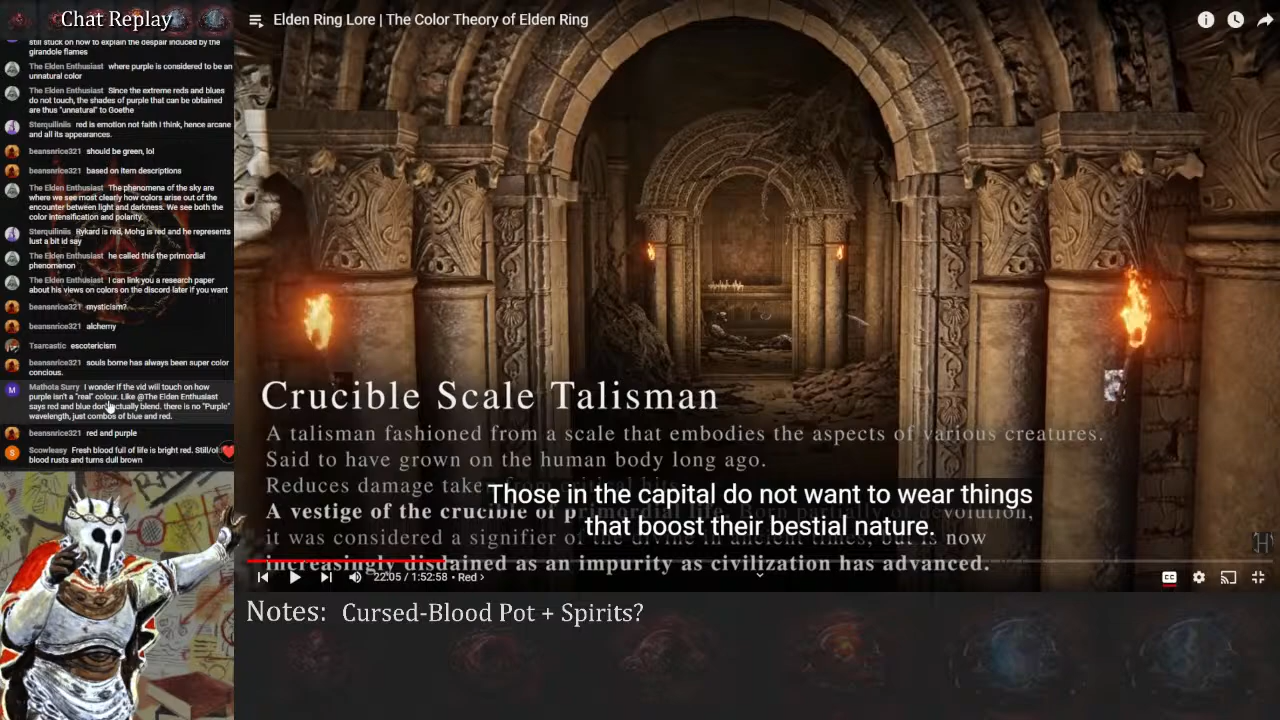 Chat Replay
still stuck on how to explain the despair induced by the
girandole flames
The Elden Enthusiast where purple is considered to be an
unnatural color
The Elden Enthusiast Since the extreme reds and blues
do not touch, the shades of purple that can be obtained
are thus "unnatural" to Goethe
Sterquiliniis red is emotion not faith I think, hence arcane
and all its appearances.
beansnrice321 should be green, lol
beansnrice321 based on item descriptions
The Elden Enthusiast The phenomena of the sky are
where we see most clearly how colors arise out of the
encounter between light and darkness. We see both the
color intensification and polarity.
Sterquiliniis Rykard is red, Mohg is red and he represents
lust a bit id say
The Elden Enthusiast he called this the primordial
phenomenon
The Elden Enthusiast I can link you a research paper
about his views on colors on the discord later if you want
beansnrice321 mysticism?
beansnrice321 alchemy
Tsarcastic escotericism
beansnrice321 souls borne has always been super color
concious.
M
Mathota Surry I wonder if the vid will touch on how
purple isn't a "real" colour. Like @The Elden Enthusiast
says red and blue dont actually blend. there is no "Purple"
wavelength, just combos of blue and red.
beansnrice321 red and purple
S
Scowleasy Fresh blood full of life is bright red. Still/old
blood rusts and turns dull brown
Elden Ring Lore | The Color Theory of Elden Ring
Crucible Scale Talisman
A talisman fashioned from a scale that embodies the aspects of various creatures.
Said to have grown on the human body long ago.
Reduces damage taken from critical hits.
A vestige of the crucible of primordial life. Born partially of devolution,
it was considered a signifier of the divine in ancient times, but is now
increasingly disdained as an impurity as civilization has advanced.
Those in the capital do not want to wear things
that boost their bestial nature.
22:05 / 1:52:58 • Red >
CC
Notes: Cursed-Blood Pot + Spirits?